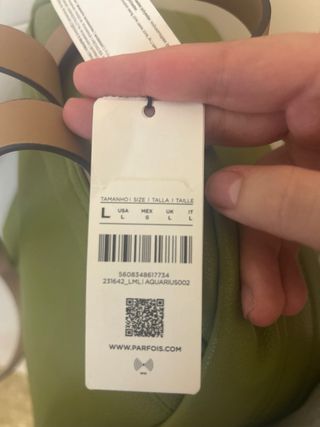 TAMANHO | SIZE | TALLA | TAILLE
L USA L MEX UK L IT L
5608348617734
231642_LML | AQUARIUS002
WWW.PARFOIS.COM